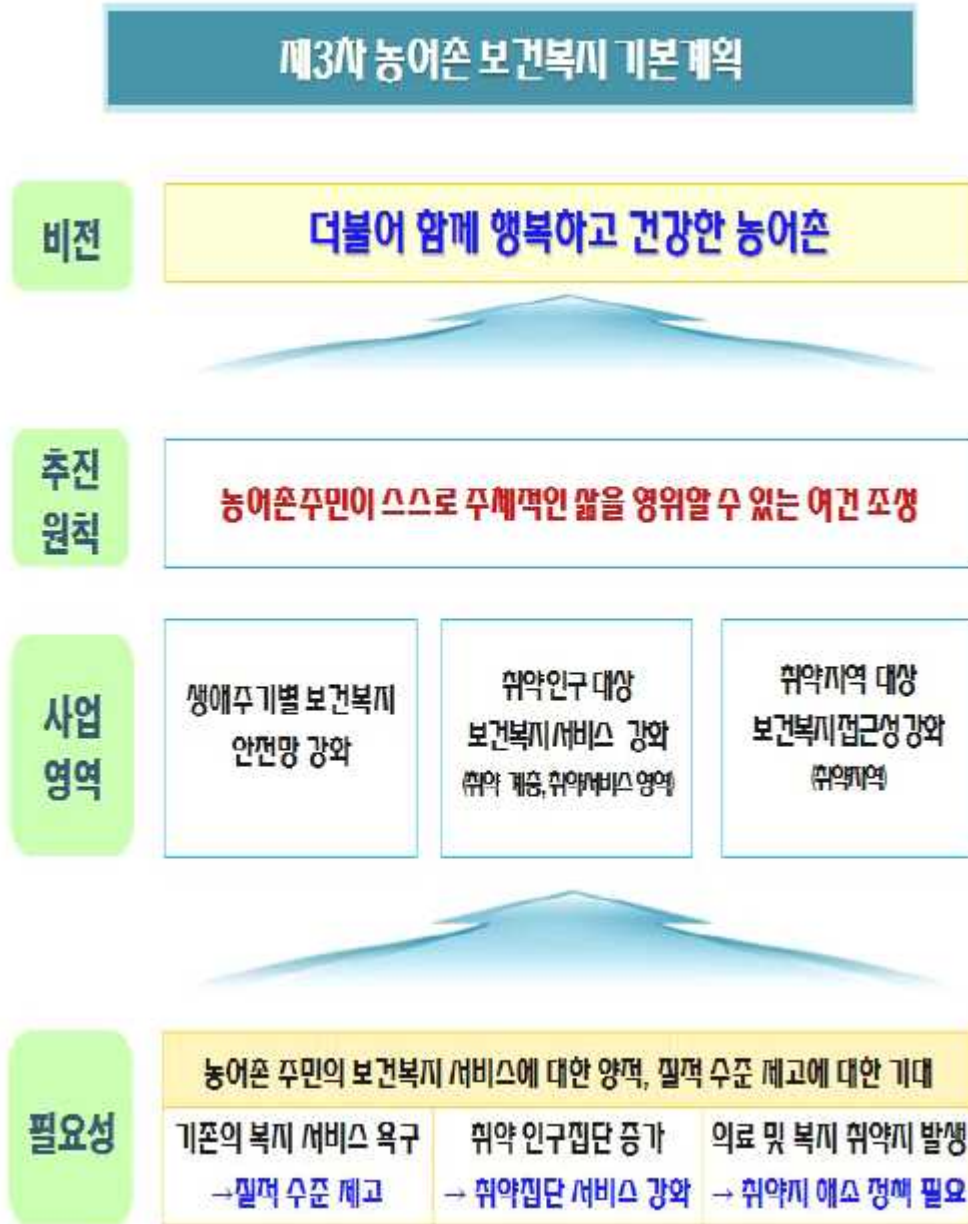 제3차 농어촌 보건복지 기본계획
비전
더불어 함께 행복하고 건강한 농어촌
추진
원칙
농어촌주민이 스스로 주체적인 삶을 영위할 수 있는 여건 조성
사업
영역
생애주기별 보건복지
안전망 강화
취약인구 대상
보건복지서비스 강화
(취약 계층, 취약서비스 영역)
취약지역 대상
보건복지접근성 강화
(취약지역)
필요성
농어촌 주민의 보건복지 서비스에 대한 양적, 질적 수준 제고에 대한 기대
기존의 복지 서비스 욕구
→질적 수준 제고
취약 인구집단 증가
→ 취약집단 서비스 강화
의료 및 복지 취약지 발생
→ 취약지 해소 정책 필요